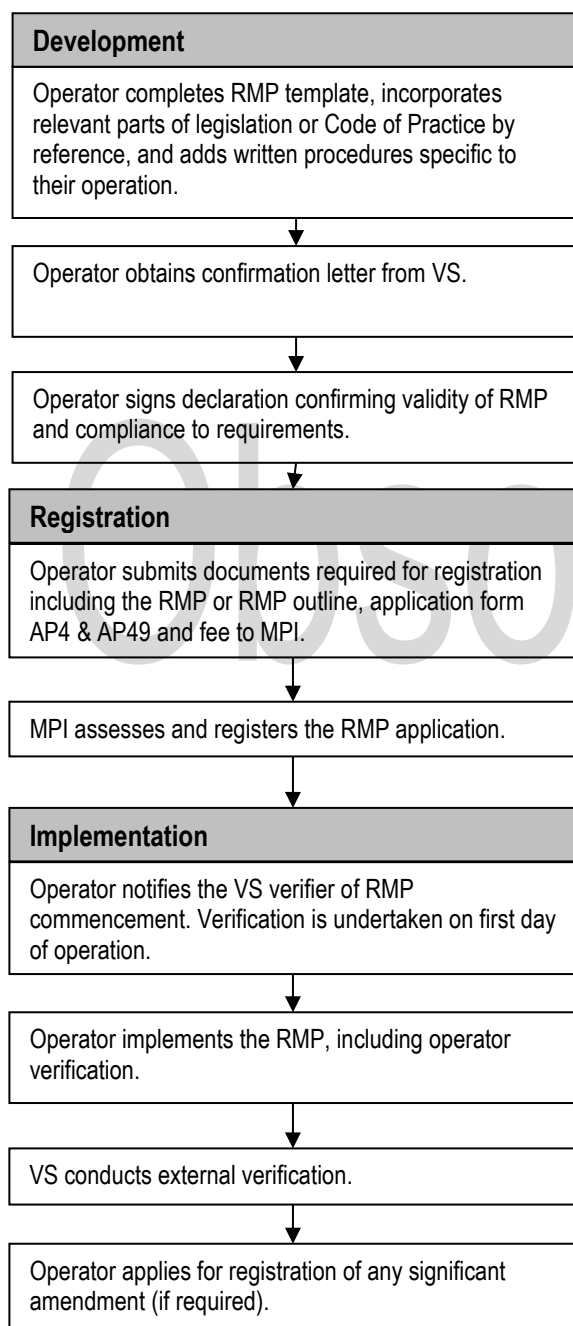 Development
Operator completes RMP template, incorporates
relevant parts of legislation or Code of Practice by
reference, and adds written procedures specific to
their operation.
Operator obtains confirmation letter from VS.
Operator signs declaration confirming validity of RMP
and compliance to requirements.
Registration
Operator submits documents required for registration
including the RMP or RMP outline, application form
AP4 & AP49 and fee to MPI.
Obso
MPI assesses and registers the RMP application.
Implementation
Operator notifies the VS verifier of RMP
commencement. Verification is undertaken on first day
of operation.
Operator implements the RMP, including operator
verification.
VS conducts external verification.
Operator applies for registration of any significant
amendment (if required).